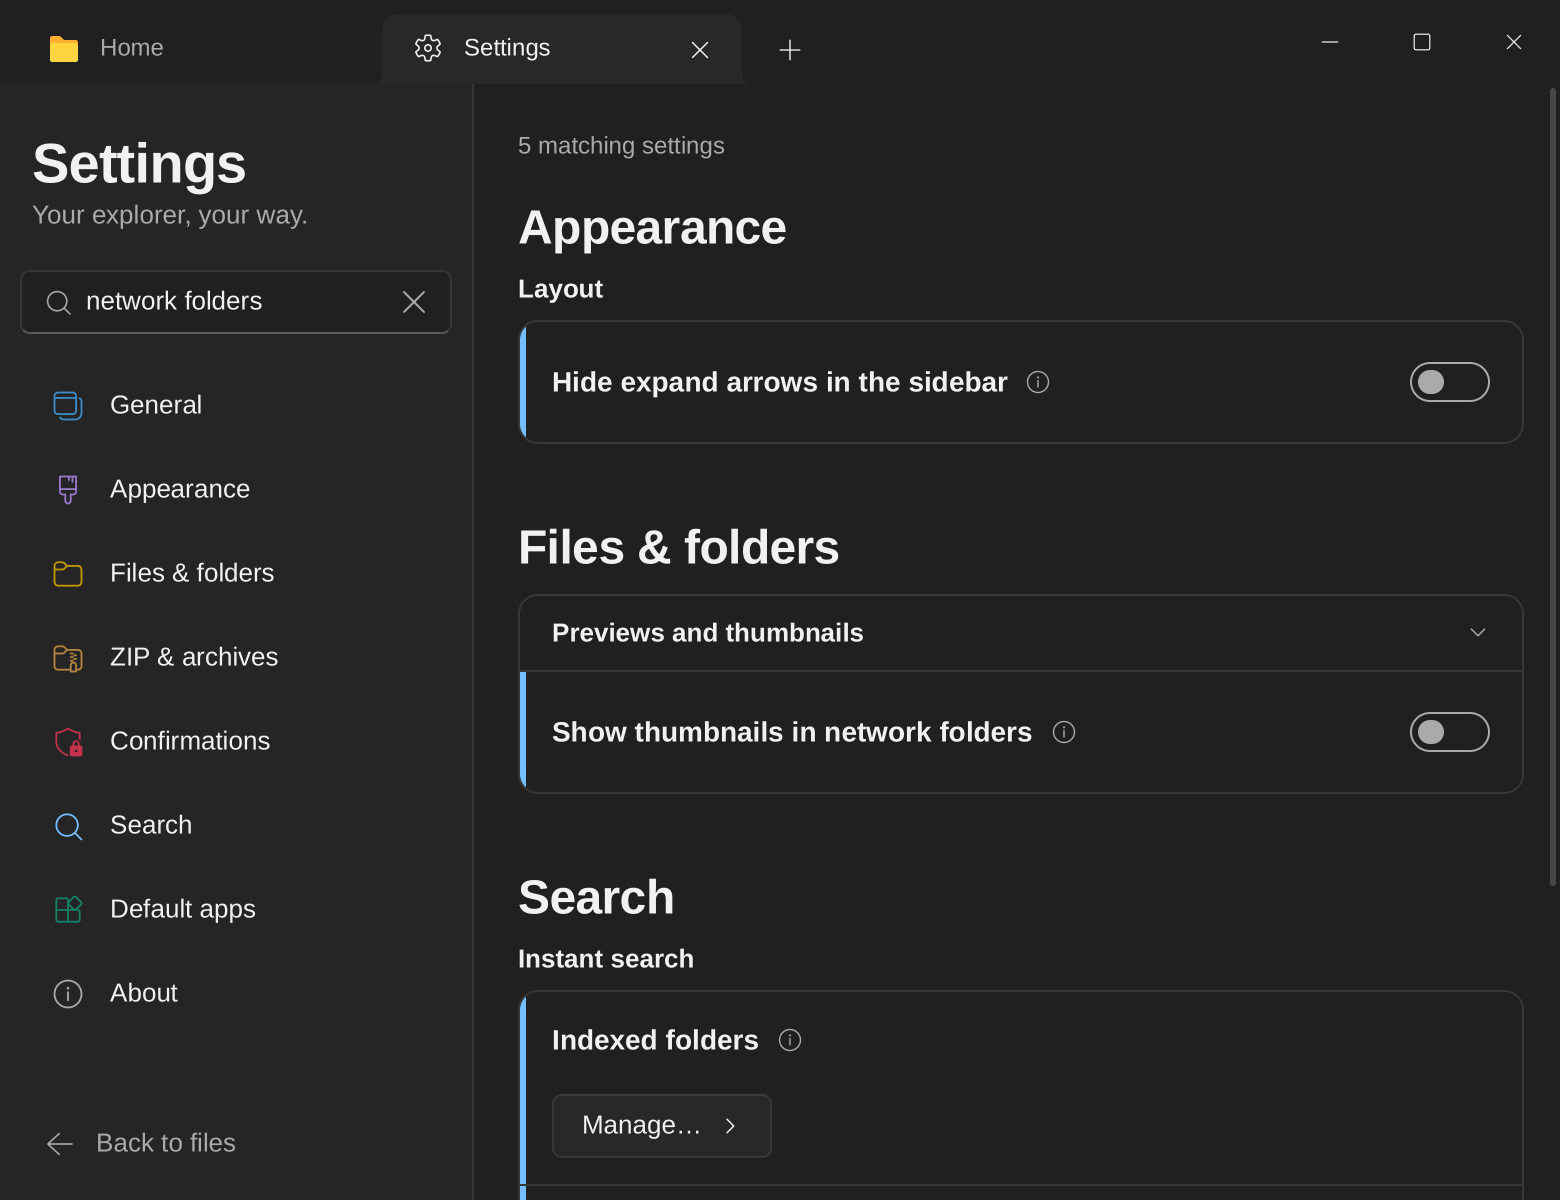 Home
Settings
Settings
Your explorer, your way.
network folders
General
Appearance
Files & folders
ZIP & archives
Confirmations
Search
Default apps
About
Back to files
5 matching settings
Appearance
Layout
Hide expand arrows in the sidebar
Files & folders
Previews and thumbnails
Show thumbnails in network folders
Search
Instant search
Indexed folders
Manage…